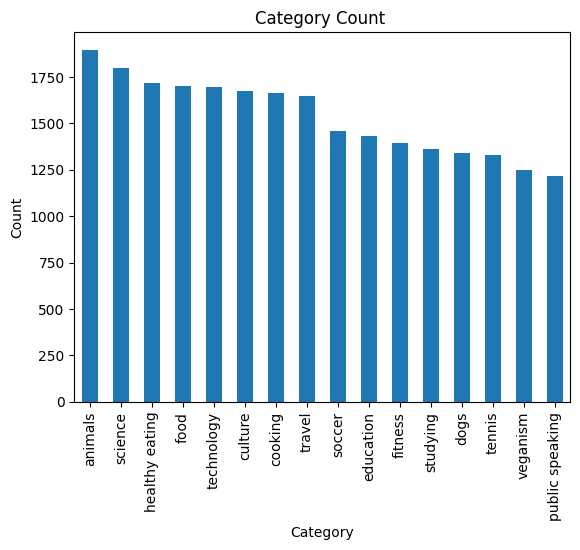 Category Count
Count
1750
1500
1250
1000
750
500
250
0
animals
science
healthy eating
food
technology
culture
cooking
travel
soccer
education
fitness
studying
dogs
tennis
veganism
public speaking
Category